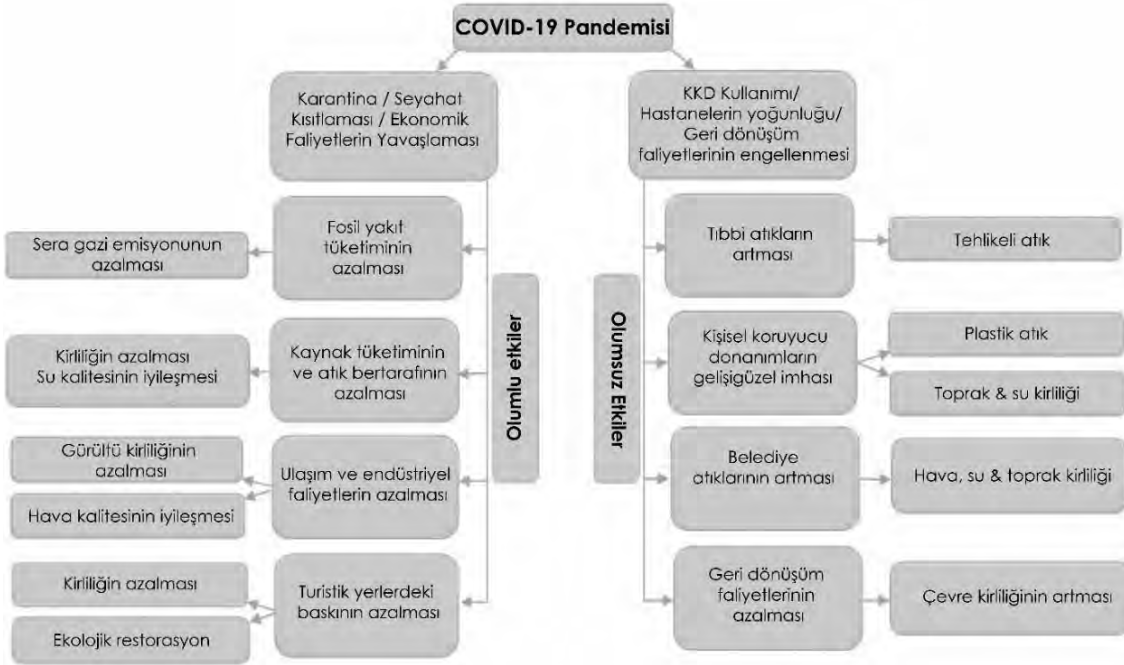 COVID-19 Pandemisi
Karantina / Seyahat
Kısıtlaması / Ekonomik
Faliyetlerin Yavaşlaması
Fosil yakıt
tüketiminin
azalması
Sera gazi emisyonunun
azalması
Kaynak tüketiminin
ve atık bertarafının
azalması
Kirliliğin azalması
Su kalitesinin iyileşmesi
Ulaşım ve endüstriyel
faliyetlerin azalması
Gürültü kirliliğinin
azalması
Hava kalitesinin iyileşmesi
Turistik yerlerdeki
baskının azalması
Kirliliğin azalması
Ekolojik restorasyon
Olumlu etkiler
KKD Kullanımı/
Hastanelerin yoğunluğu/
Geri dönüşüm
faliyetlerinin engellenmesi
Olumsuz Etkiler
Tıbbi atıkların
artması
Tehlikeli atık
Kişisel koruyucu
donanımların
gelişigüzel imhası
Plastik atık
Toprak & su kirliliği
Belediye
atıklarının artması
Hava, su & toprak kirliliği
Geri dönüşüm
faliyetlerinin
azalması
Çevre kirliliğinin artması